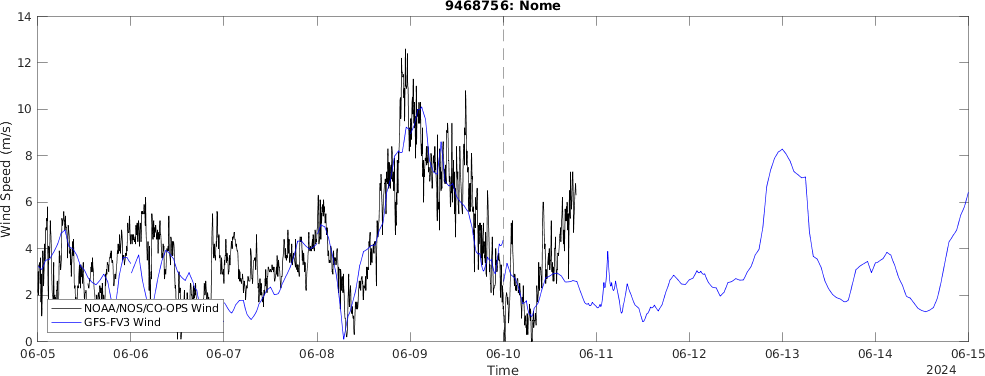 9468756: Nome
14
12
10
8
6
4
2
0
Wind Speed (m/s)
NOAA/NOS/CO-OPS Wind
GFS-FV3 Wind
06-05 06-06 06-07 06-08 06-09 06-10 06-11 06-12 06-13 06-14 06-15
Time
2024